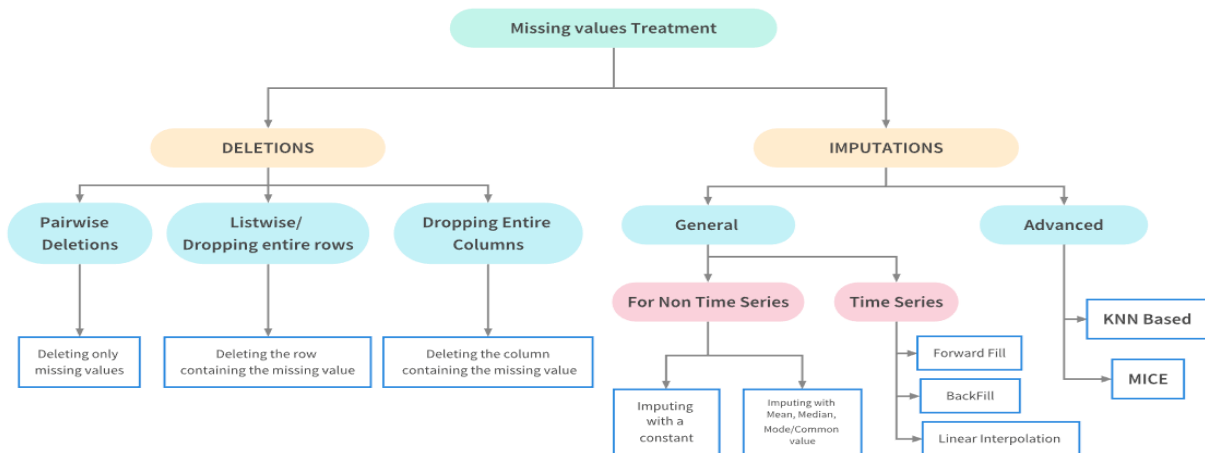 Missing values Treatment
DELETIONS
IMPUTATIONS
Pairwise
Deletions
Listwise/
Dropping entire rows
Dropping Entire
Columns
General
Advanced
For Non Time Series
Time Series
KNN Based
MICE
Deleting only
missing values
Deleting the row
containing the missing value
Deleting the column
containing the missing value
Forward Fill
BackFill
Linear Interpolation
Imputing
with a
constant
Imputing with
Mean, Median,
Mode/Common
value